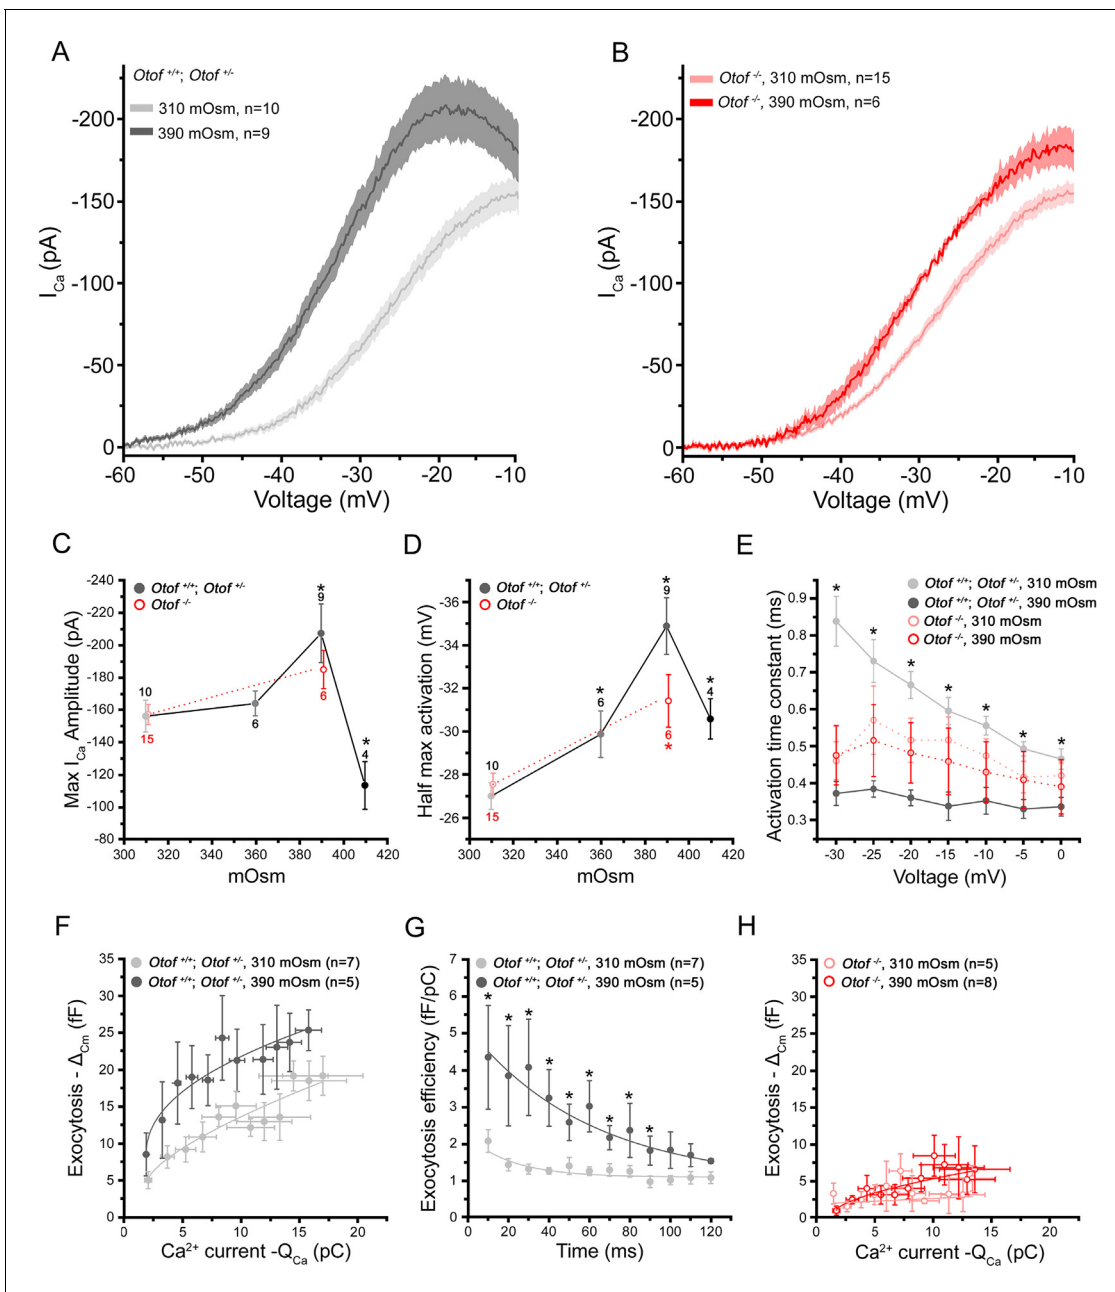 A
Otof +/+; Otof +/-
310 mOsm, n=10
390 mOsm, n=9
-200
-150
-100
-50
0
I Ca (pA)
-60 -50 -40 -30 -20 -10
Voltage (mV)
B
Otof -/-, 310 mOsm, n=15
Otof -/-, 390 mOsm, n=6
-200
-150
-100
-50
0
I Ca (pA)
-60 -50 -40 -30 -20 -10
Voltage (mV)
C
Otof +/+; Otof +/-
Otof -/-
-240
-220
-200
-180
-160
-140
-120
-100
-80
Max I Ca Amplitude (pA)
10
15
6
*
9
6
*
4
300 320 340 360 380 400 420
mOsm
D
Otof +/+; Otof +/-
Otof -/-
-36
-34
-32
-30
-28
-26
Half max activation (mV)
10
15
*
6
*
9
6
*
*
4
300 320 340 360 380 400 420
mOsm
E
Otof +/+; Otof +/-, 310 mOsm
Otof +/+; Otof +/-, 390 mOsm
Otof -/-, 310 mOsm
Otof -/-, 390 mOsm
0.9
0.8
0.7
0.6
0.5
0.4
0.3
Activation time constant (ms)
* * * * * * *
-30 -25 -20 -15 -10 -5 0
Voltage (mV)
F
Otof +/+; Otof +/-, 310 mOsm (n=7)
Otof +/+; Otof +/-, 390 mOsm (n=5)
35
30
25
20
15
10
5
0
Exocytosis - Δ Cm (fF)
0 5 10 15 20
Ca2+ current -Q Ca (pC)
G
Otof +/+; Otof +/-, 310 mOsm (n=7)
Otof +/+; Otof +/-, 390 mOsm (n=5)
7
6
5
4
3
2
1
0
Exocytosis efficiency (fF/pC)
* * * * * * * * *
0 20 40 60 80 100 120
Time (ms)
H
Otof -/-, 310 mOsm (n=5)
Otof -/-, 390 mOsm (n=8)
35
30
25
20
15
10
5
0
Exocytosis - Δ Cm (fF)
0 5 10 15 20
Ca2+ current -Q Ca (pC)